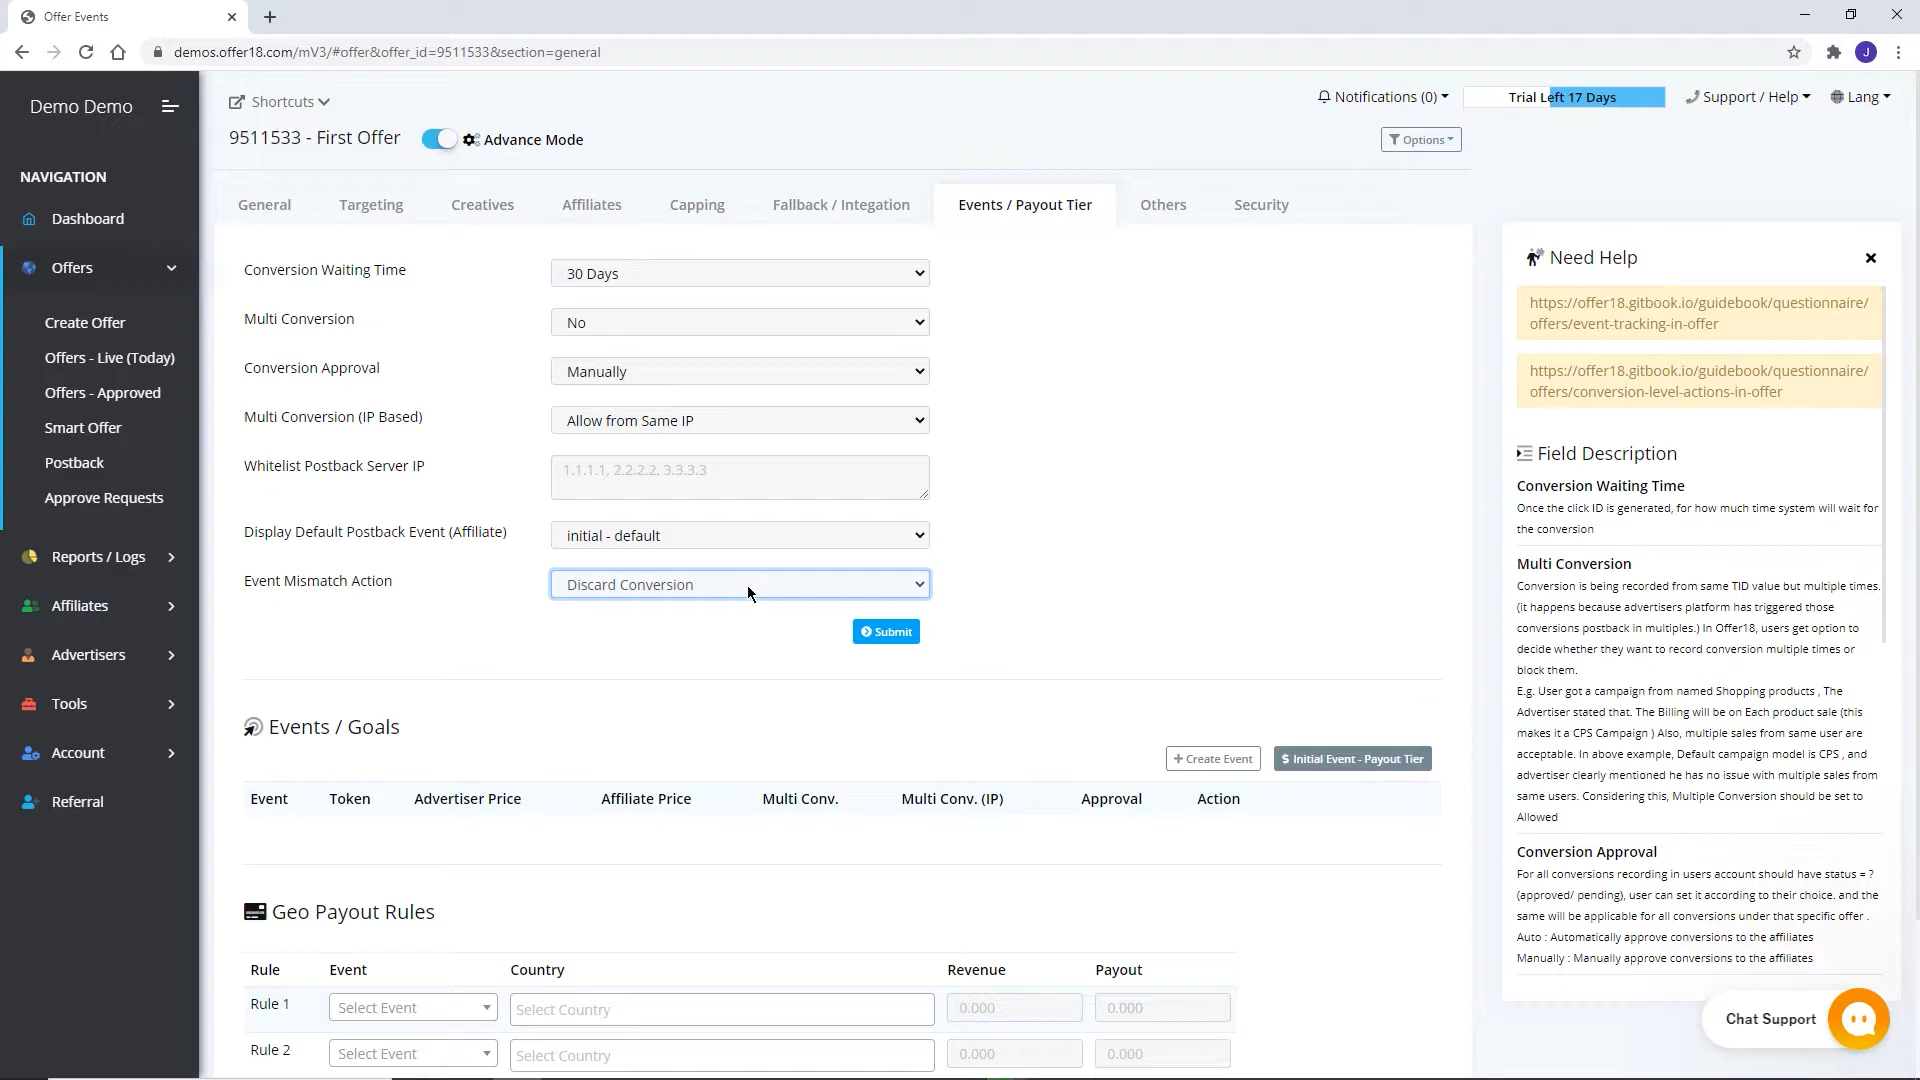 Offer Events
demos.offer18.com/mV3/#offer&offer_id=9511533&section=general
J
Demo Demo
Shortcuts
Notifications (0)
Trial Left 17 Days
Support / Help
Lang
9511533 - First Offer
Advance Mode
Options
NAVIGATION
Dashboard
Offers
Create Offer
Offers - Live (Today)
Offers - Approved
Smart Offer
Postback
Approve Requests
Reports / Logs
Affiliates
Advertisers
Tools
Account
Referral
General
Targeting
Creatives
Affiliates
Capping
Fallback / Integation
Events / Payout Tier
Others
Security
Conversion Waiting Time
30 Days
Multi Conversion
No
Conversion Approval
Manually
Multi Conversion (IP Based)
Allow from Same IP
Whitelist Postback Server IP
1.1.1.1, 2.2.2.2, 3.3.3.3
Display Default Postback Event (Affiliate)
initial - default
Event Mismatch Action
Discard Conversion
Submit
Events / Goals
+ Create Event
$ Initial Event - Payout Tier
Event
Token
Advertiser Price
Affiliate Price
Multi Conv.
Multi Conv. (IP)
Approval
Action
Geo Payout Rules
Rule
Event
Country
Revenue
Payout
Rule 1
Select Event
Select Country
0.000
0.000
Rule 2
Select Event
Select Country
0.000
0.000
Need Help
https://offer18.gitbook.io/guidebook/questionnaire/
offers/event-tracking-in-offer
https://offer18.gitbook.io/guidebook/questionnaire/
offers/conversion-level-actions-in-offer
Field Description
Conversion Waiting Time
Once the click ID is generated, for how much time system will wait for
the conversion
Multi Conversion
Conversion is being recorded from same TID value but multiple times.
(it happens because advertisers platform has triggered those
conversions postback in multiples.) In Offer18, users get option to
decide whether they want to record conversion multiple times or
block them.
E.g. User got a campaign from named Shopping products , The
Advertiser stated that. The Billing will be on Each product sale (this
makes it a CPS Campaign ) Also, multiple sales from same user are
acceptable. In above example, Default campaign model is CPS , and
advertiser clearly mentioned he has no issue with multiple sales from
same users. Considering this, Multiple Conversion should be set to
Allowed
Conversion Approval
For all conversions recording in users account should have status = ?
(approved/ pending), user can set it according to their choice. and the
same will be applicable for all conversions under that specific offer .
Auto : Automatically approve conversions to the affiliates
Manually : Manually approve conversions to the affiliates
Chat Support